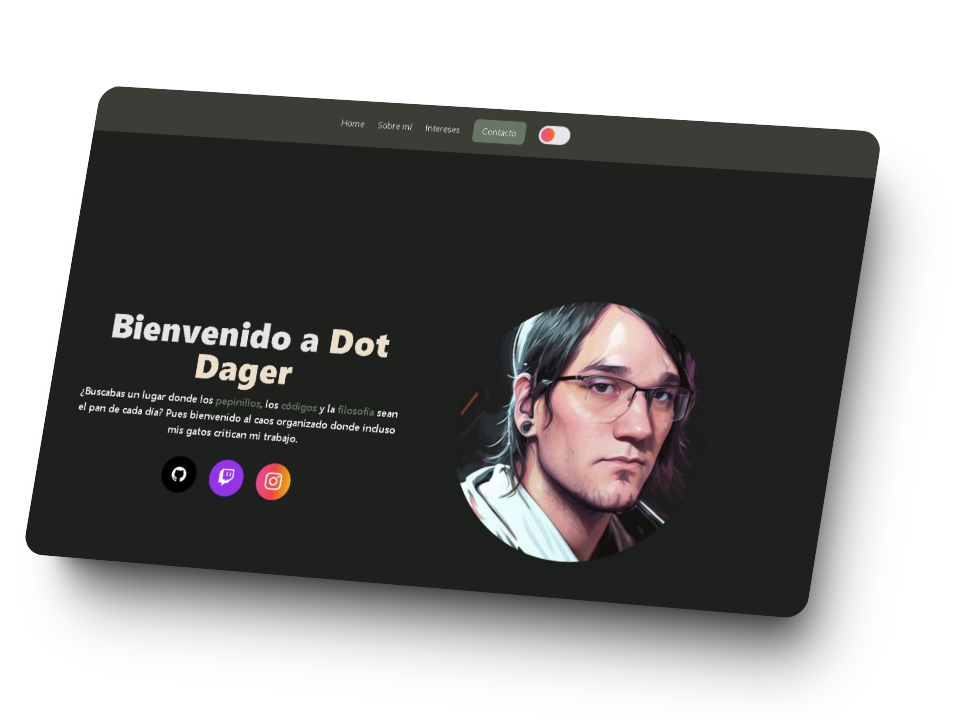 Home Sobre mí Intereses Contacto
Bienvenido a Dot
Dager
¿Buscabas un lugar donde los pepinillos, los códigos y la filosofía sean
el pan de cada día? Pues bienvenido al caos organizado donde incluso
mis gatos critican mi trabajo.